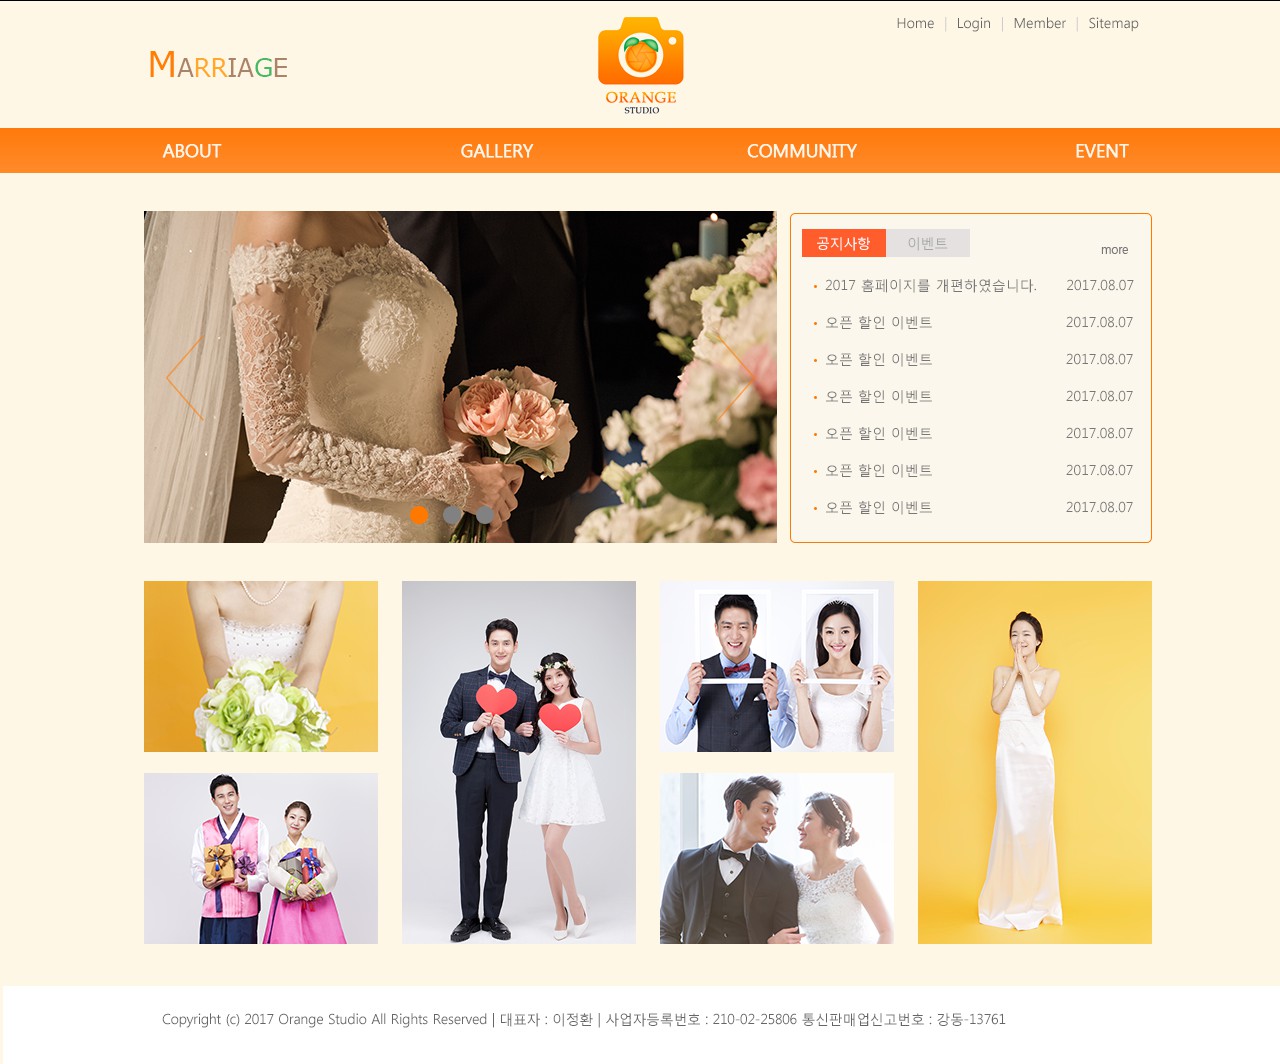 Home | Login | Member | Sitemap
MARRIAGE
ORANGE
STUDIO
ABOUT GALLERY COMMUNITY EVENT
공지사항 이벤트 more
• 2017 홈페이지를 개편하였습니다. 2017.08.07
• 오픈 할인 이벤트 2017.08.07
• 오픈 할인 이벤트 2017.08.07
• 오픈 할인 이벤트 2017.08.07
• 오픈 할인 이벤트 2017.08.07
• 오픈 할인 이벤트 2017.08.07
• 오픈 할인 이벤트 2017.08.07
Copyright (c) 2017 Orange Studio All Rights Reserved | 대표자 : 이정환 | 사업자등록번호 : 210-02-25806 통신판매업신고번호 : 강동-13761